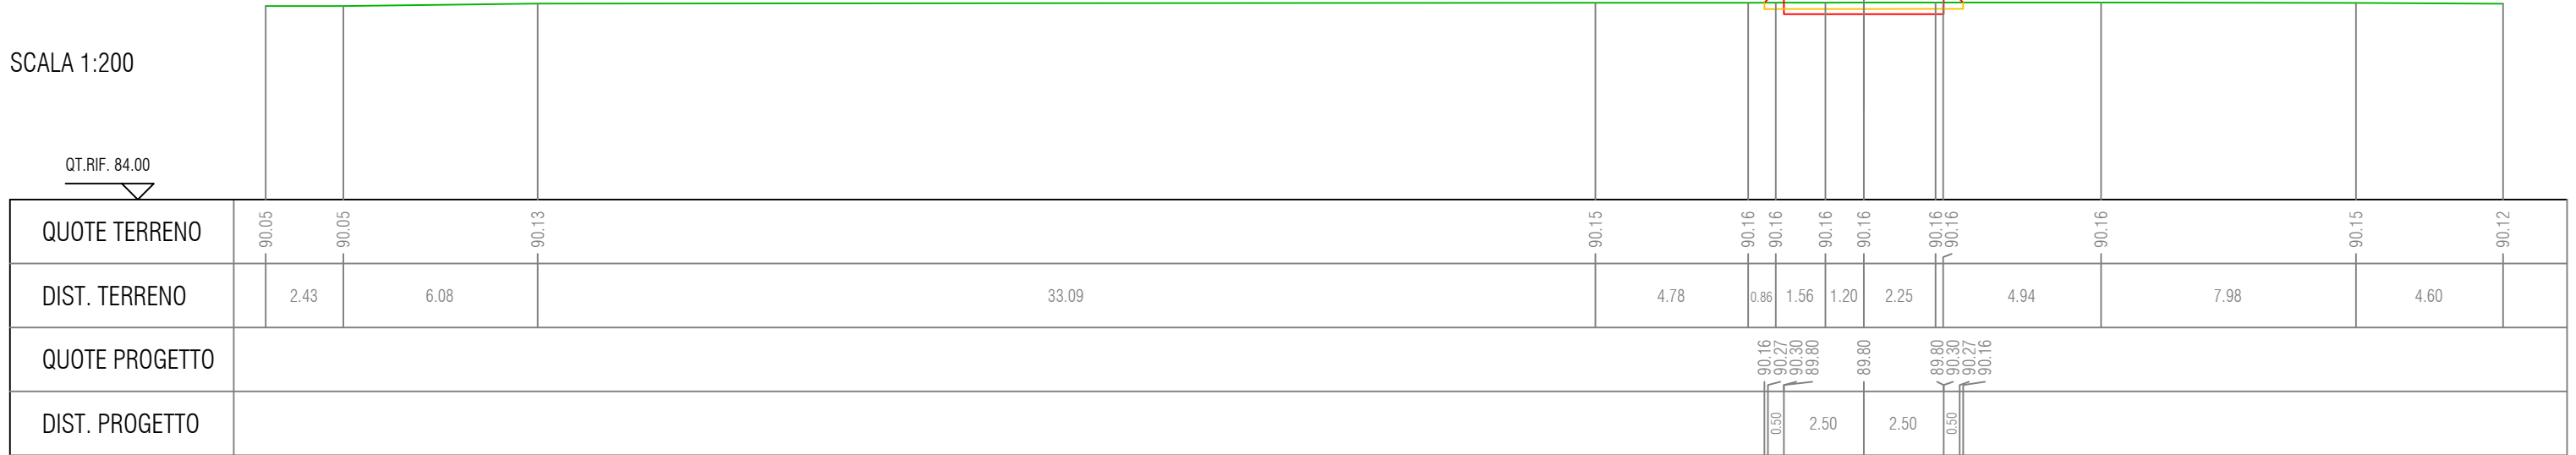 SCALA 1:200
QT.RIF. 84.00
QUOTE TERRENO 90.05 90.05 90.13 90.15 90.16 90.16 90.16 90.16 90.16 90.16 90.16 90.15 90.12
DIST. TERRENO 2.43 6.08 33.09 4.78 0.86 1.56 1.20 2.25 4.94 7.98 4.60
QUOTE PROGETTO 90.16 90.27 90.30 89.80 89.80 89.80 90.30 90.27 90.16
DIST. PROGETTO 0.50 2.50 2.50 0.50